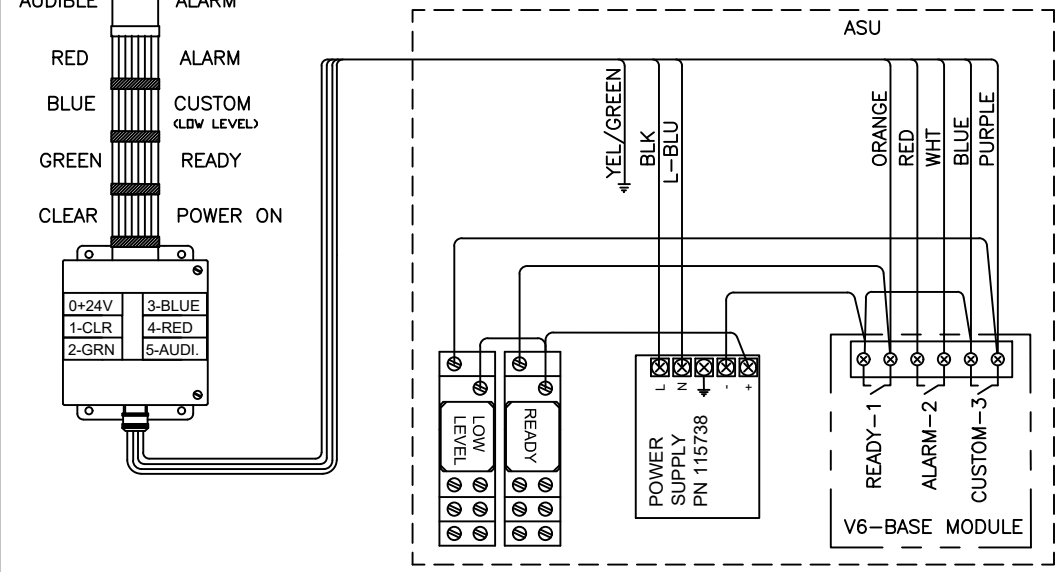 AUDIBLE ALARM
RED ALARM
BLUE CUSTOM
(LOW LEVEL)
GREEN READY
CLEAR POWER ON
0+24V 3-BLUE
1-CLR 4-RED
2-GRN 5-AUDI.
ASU
YEL/GREEN
BLK
L-BLU
ORANGE
RED
WHT
BLUE
PURPLE
LOW
LEVEL
READY
L N - +
POWER
SUPPLY
PN 115738
READY-1
ALARM-2
CUSTOM-3
V6-BASE MODULE